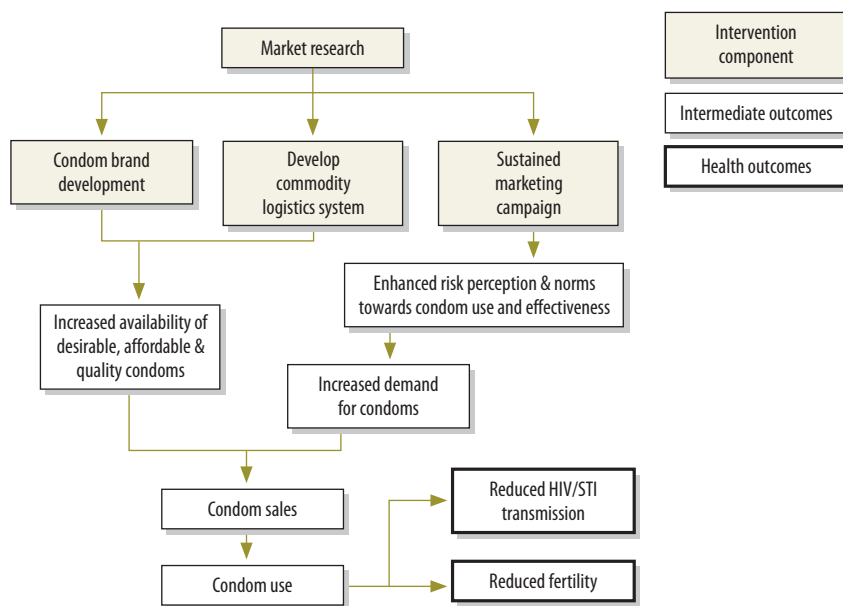 Market research
Intervention
component
Intermediate outcomes
Health outcomes
Condom brand
development
Develop
commodity
logistics system
Sustained
marketing
campaign
Enhanced risk perception & norms
towards condom use and effectiveness
Increased availability of
desirable, affordable &
quality condoms
Increased demand
for condoms
Condom sales
Reduced HIV/STI
transmission
Condom use
Reduced fertility